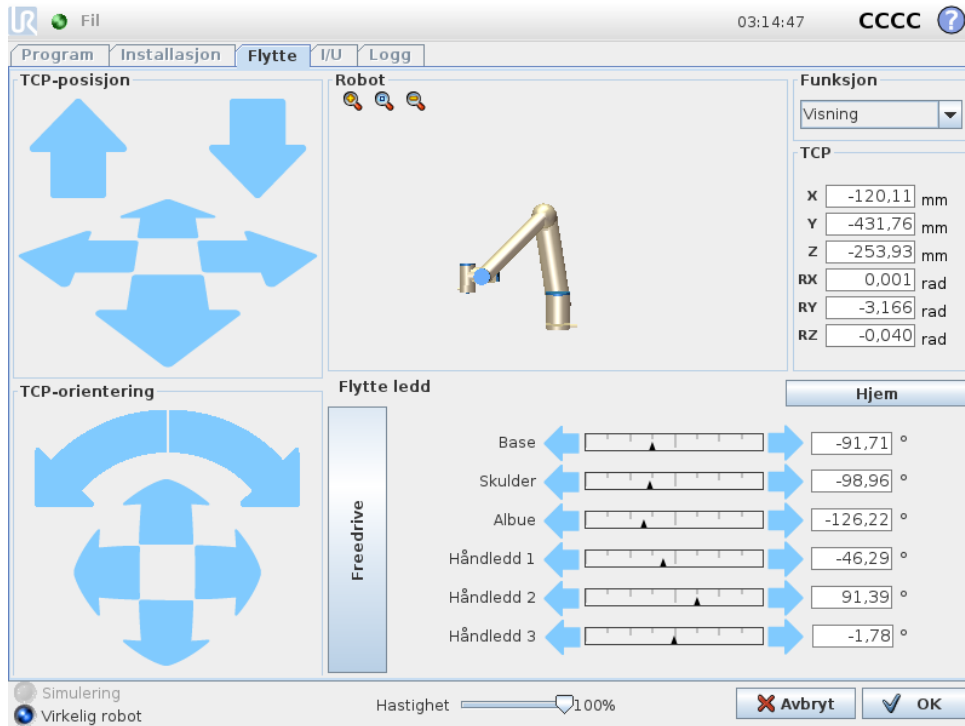 UR Fil 03:14:47 CCCC ?
Program Installasjon Flytte I/U Logg
TCP-posisjon
Robot
Funksjon
Visning
TCP
X -120,11 mm
Y -431,76 mm
Z -253,93 mm
RX 0,001 rad
RY -3,166 rad
RZ -0,040 rad
TCP-orientering
Flytte ledd
Hjem
Freedrive
Base -91,71 °
Skulder -98,96 °
Albue -126,22 °
Håndledd 1 -46,29 °
Håndledd 2 91,39 °
Håndledd 3 -1,78 °
Simulering
Virkelig robot
Hastighet 100%
Avbryt
OK